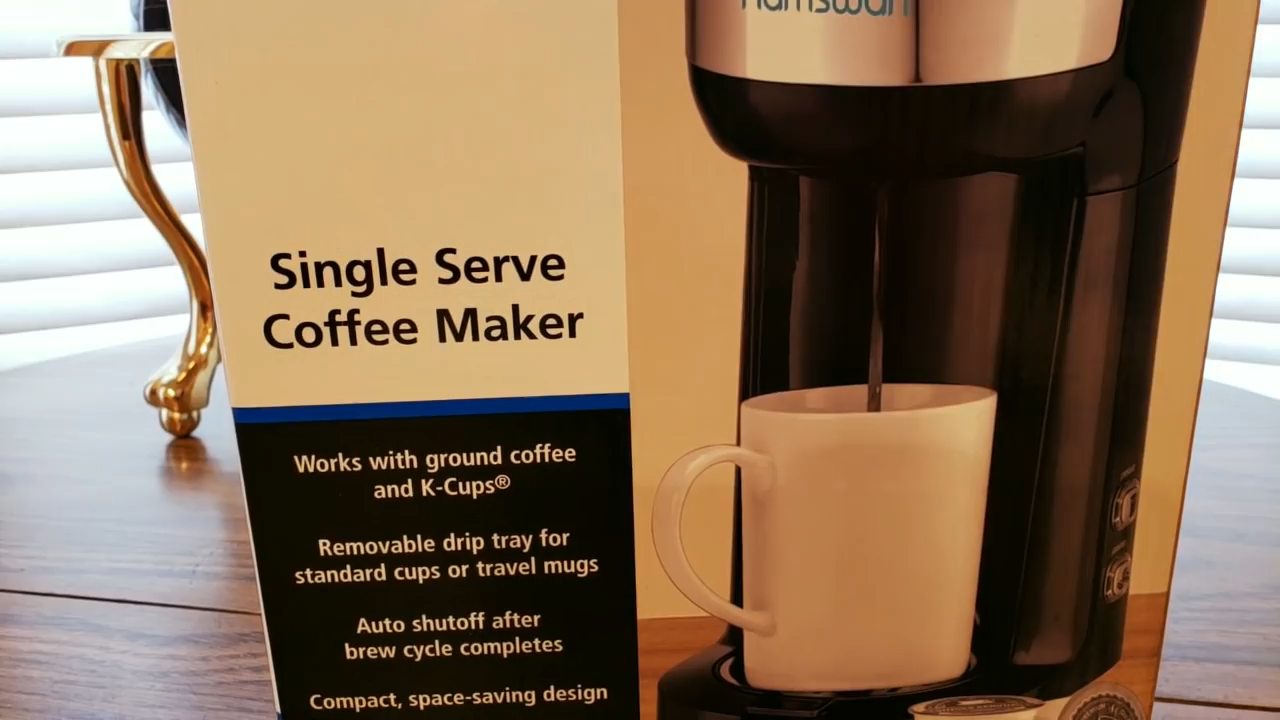 Single Serve
Coffee Maker
Works with ground coffee
and K-Cups®
Removable drip tray for
standard cups or travel mugs
Auto shutoff after
brew cycle completes
Compact, space-saving design